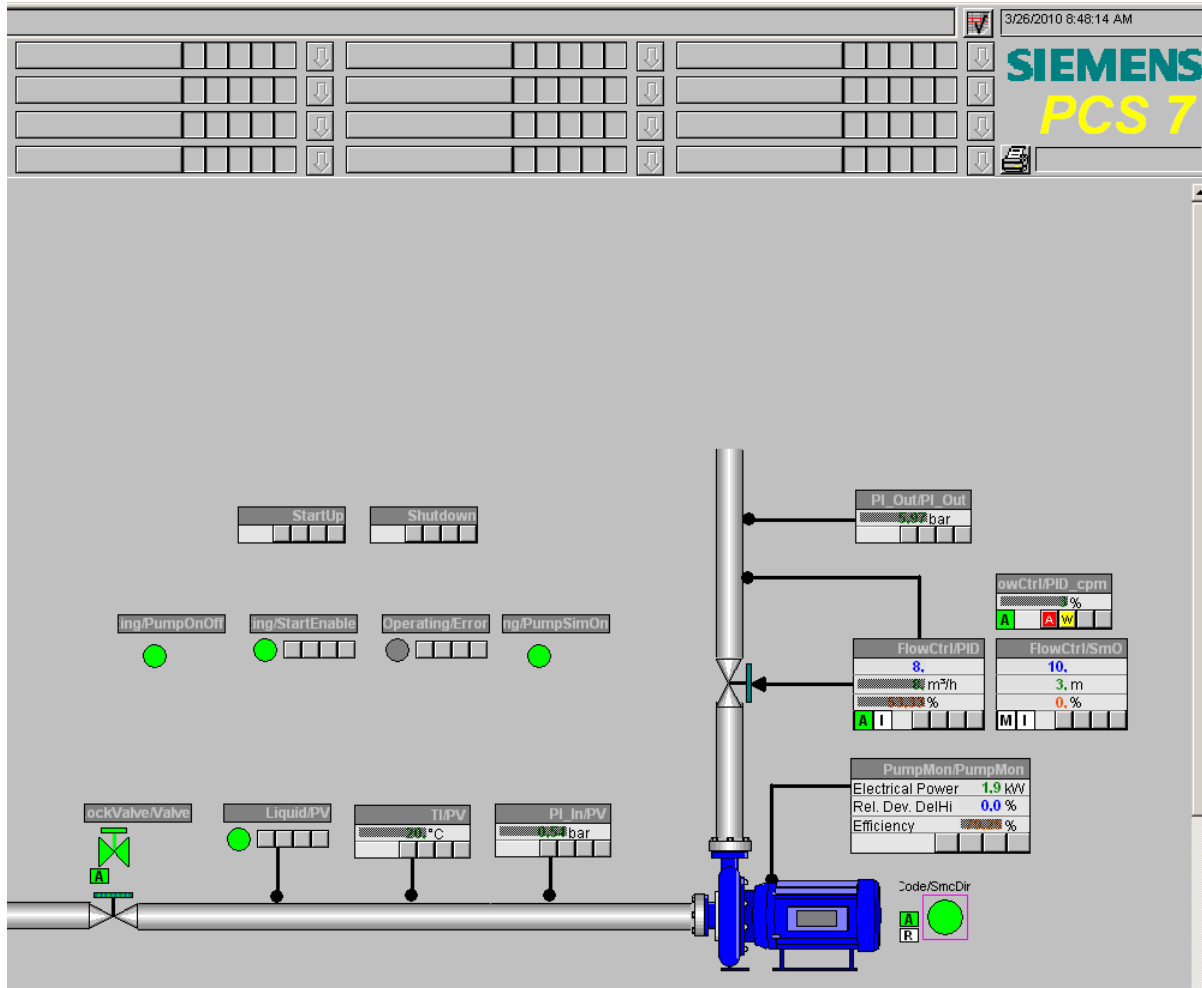 3/26/2010 8:48:14 AM
SIEMENS
PCS 7
PI_Out/PI_Out
5,97 bar
StartUp
Shutdown
owCtrl/PID_cpm
3 %
A A W
ing/PumpOnOff
ing/StartEnable
Operating/Error
ng/PumpSimOn
FlowCtrl/PID
8,
8, m³/h
53,33 %
A I
FlowCtrl/SmO
10,
3, m
0, %
M I
PumpMon/PumpMon
Electrical Power 1,9 kW
Rel. Dev. DelHi 0,0 %
Efficiency %
ockValve/Valve
A
Liquid/PV
TI/PV
20, °C
PI_In/PV
0,54 bar
Code/SmcDir
A
R